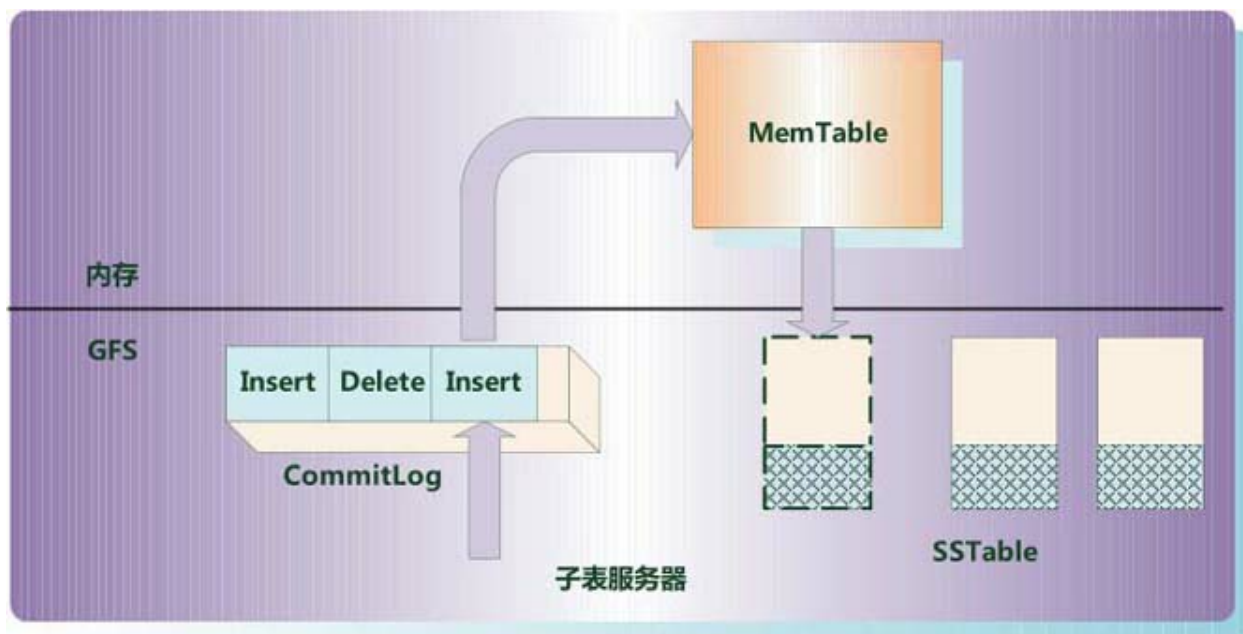 MemTable
内存
GFS
Insert Delete Insert
CommitLog
SSTable
子表服务器